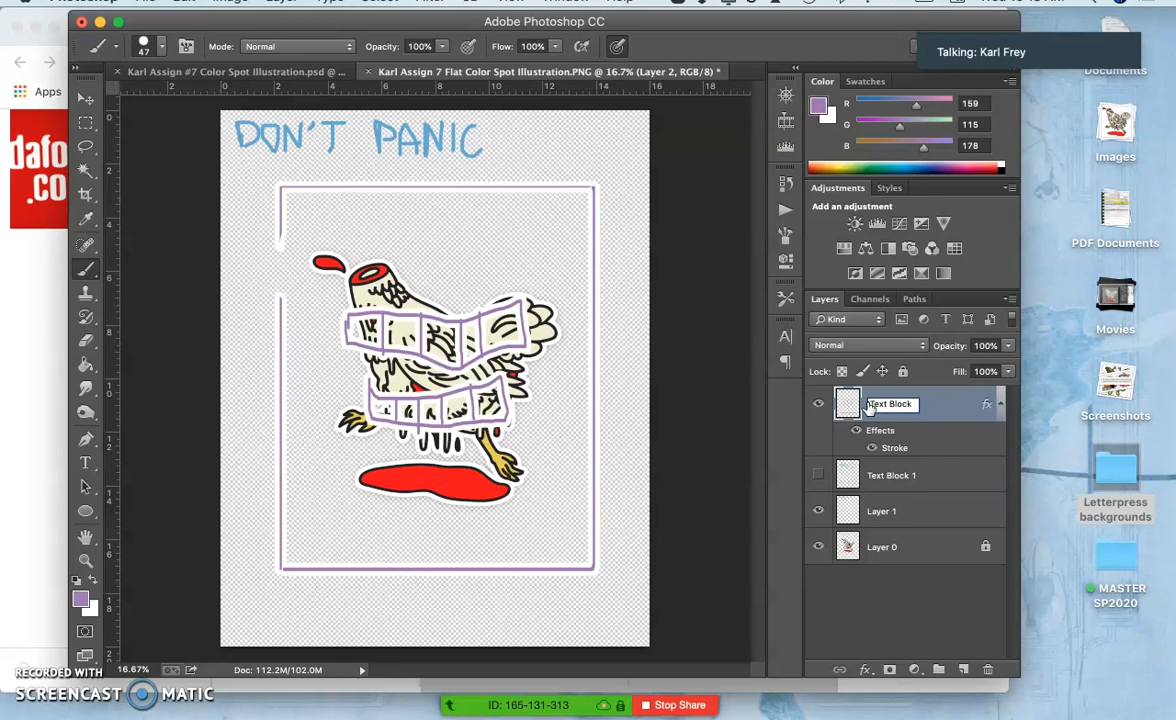 Adobe Photoshop CC
Talking: Karl Frey
47
Mode: Normal
Opacity: 100%
Flow: 100%
Karl Assign #7 Color Spot Illustration.psd @ ...
Karl Assign 7 Flat Color Spot Illustration.PNG @ 16.7% (Layer 2, RGB/8) *
Apps
dafo
.co
DON'T PANIC
Color
Swatches
R 159
G 115
B 178
Adjustments
Styles
Add an adjustment
Layers
Channels
Paths
Kind
Normal
Opacity: 100%
Lock:
Fill: 100%
Text Block
fx
Effects
Stroke
Text Block 1
Layer 1
Layer 0
Documents
Images
PDF Documents
Movies
Screenshots
Letterpress
backgrounds
MASTER
SP2020
16.67%
Doc: 112.2M/102.0M
RECORDED WITH
SCREENCAST MATIC
ID: 165-131-313
Stop Share